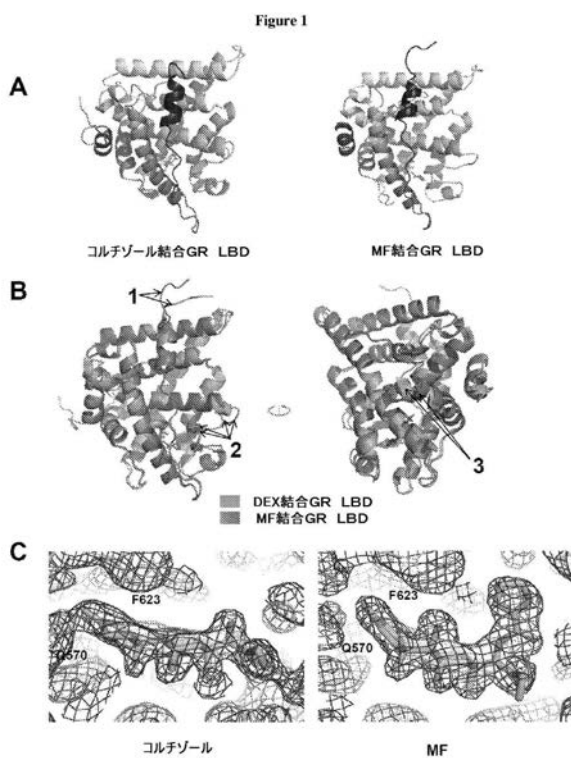 Figure 1
A
コルチゾール結合GR LBD
MF結合GR LBD
B
1
2
3
DEX結合GR LBD
MF結合GR LBD
C
F623
Q570
F623
Q570
コルチゾール
MF